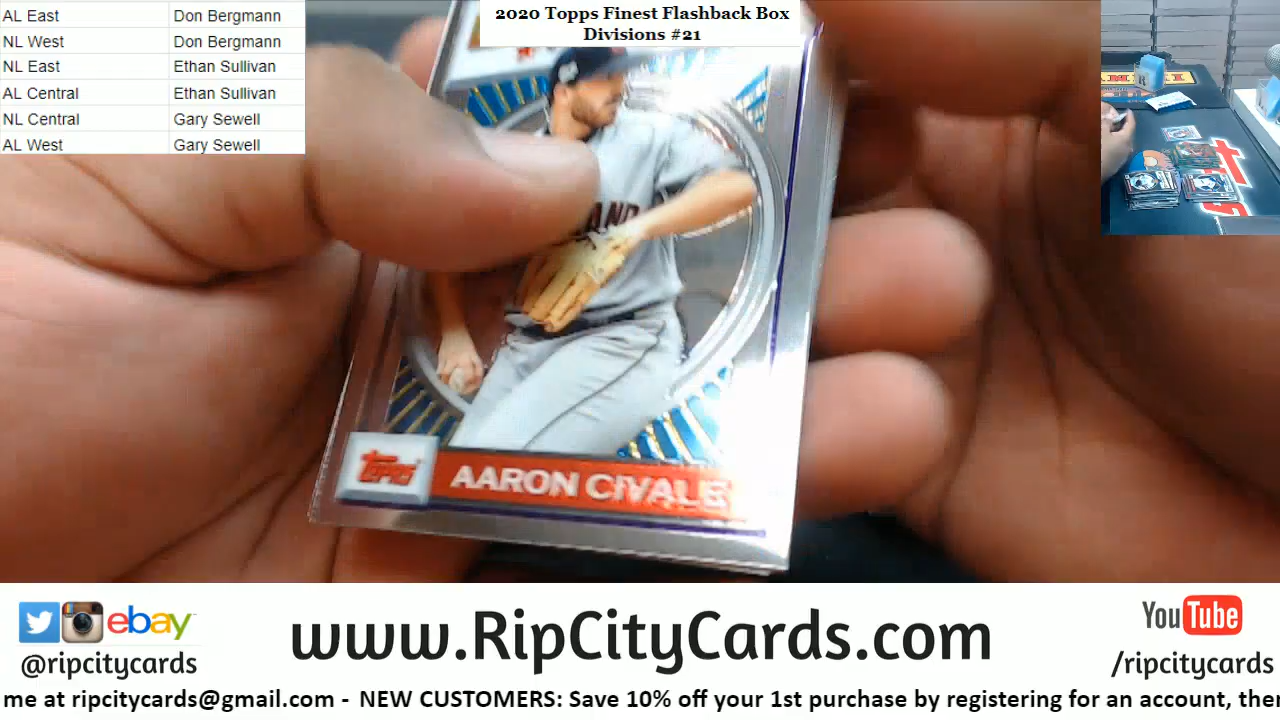 AL East Don Bergmann
NL West Don Bergmann
NL East Ethan Sullivan
AL Central Ethan Sullivan
NL Central Gary Sewell
AL West Gary Sewell
2020 Topps Finest Flashback Box
Divisions #21
AND
Topps
AARON CIVALE
ebay
@ripcitycards
www.RipCityCards.com
YouTube
/ripcitycards
me at ripcitycards@gmail.com - NEW CUSTOMERS: Save 10% off your 1st purchase by registering for an account, then